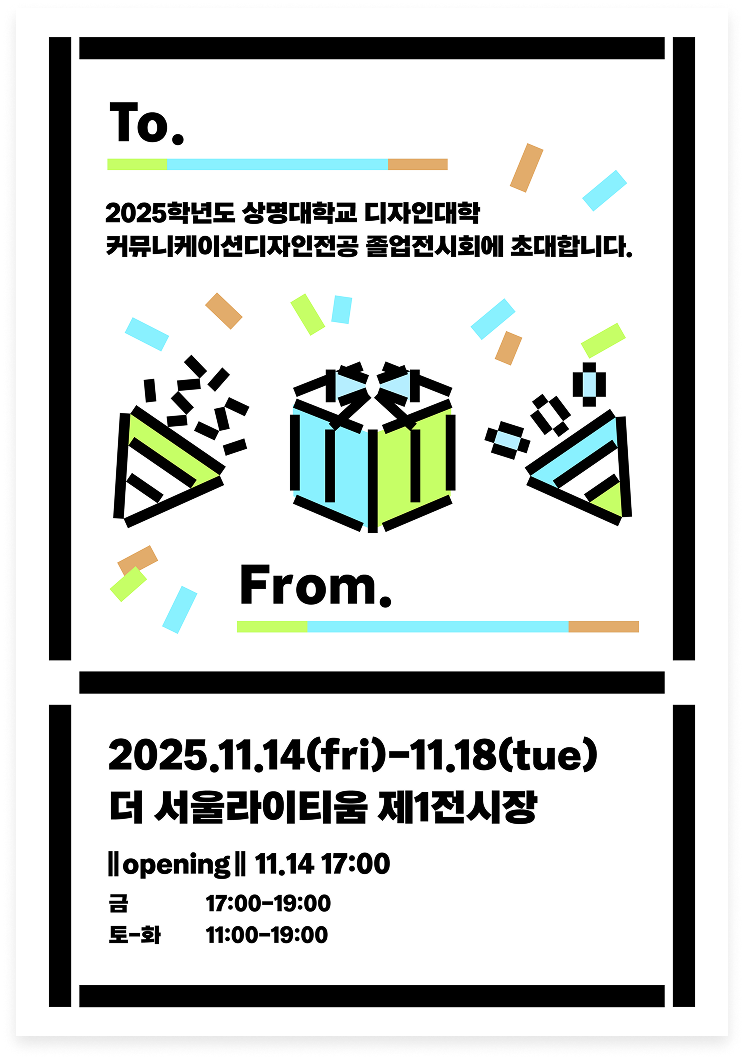 To.
2025학년도 상명대학교 디자인대학
커뮤니케이션디자인전공 졸업전시회에 초대합니다.
From.
2025.11.14(fri)-11.18(tue)
더 서울라이티움 제1전시장
||opening|| 11.14 17:00
금 17:00-19:00
토-화 11:00-19:00